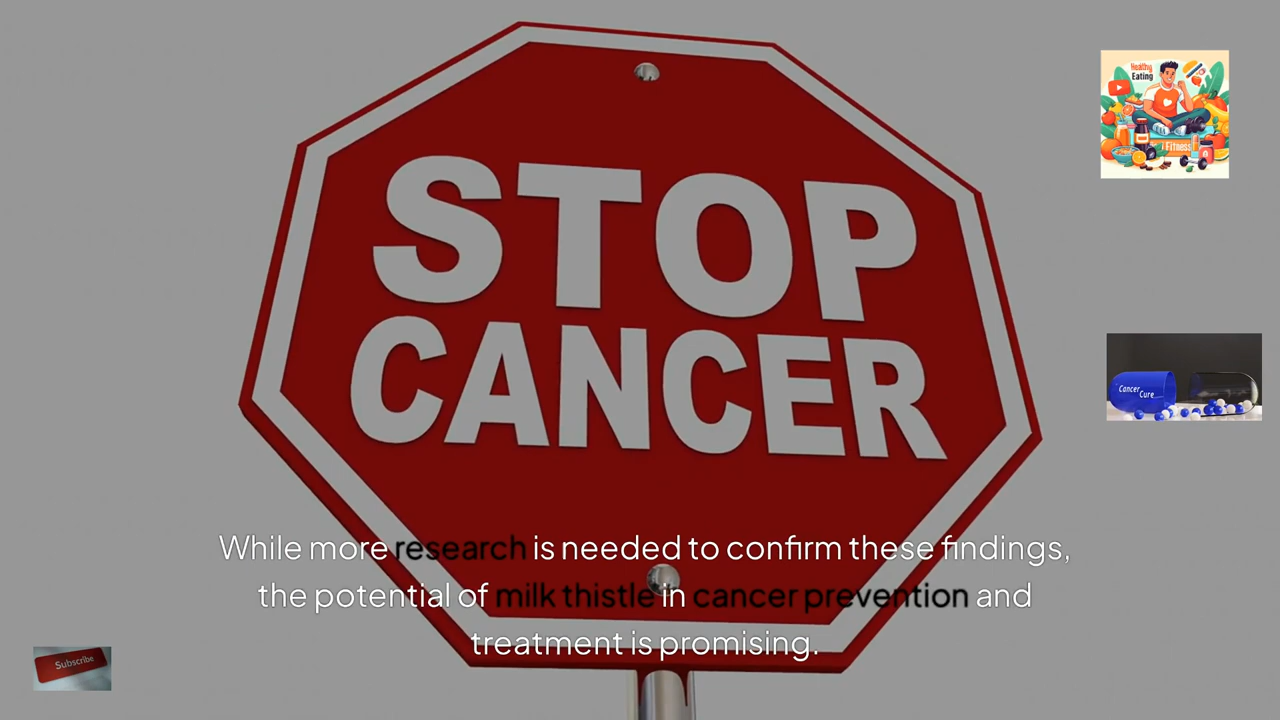 STOP
CANCER
Healthy
Eating
Fitness
Cancer
Cure
While more research is needed to confirm these findings,
the potential of milk thistle in cancer prevention and
treatment is promising.
Subscribe